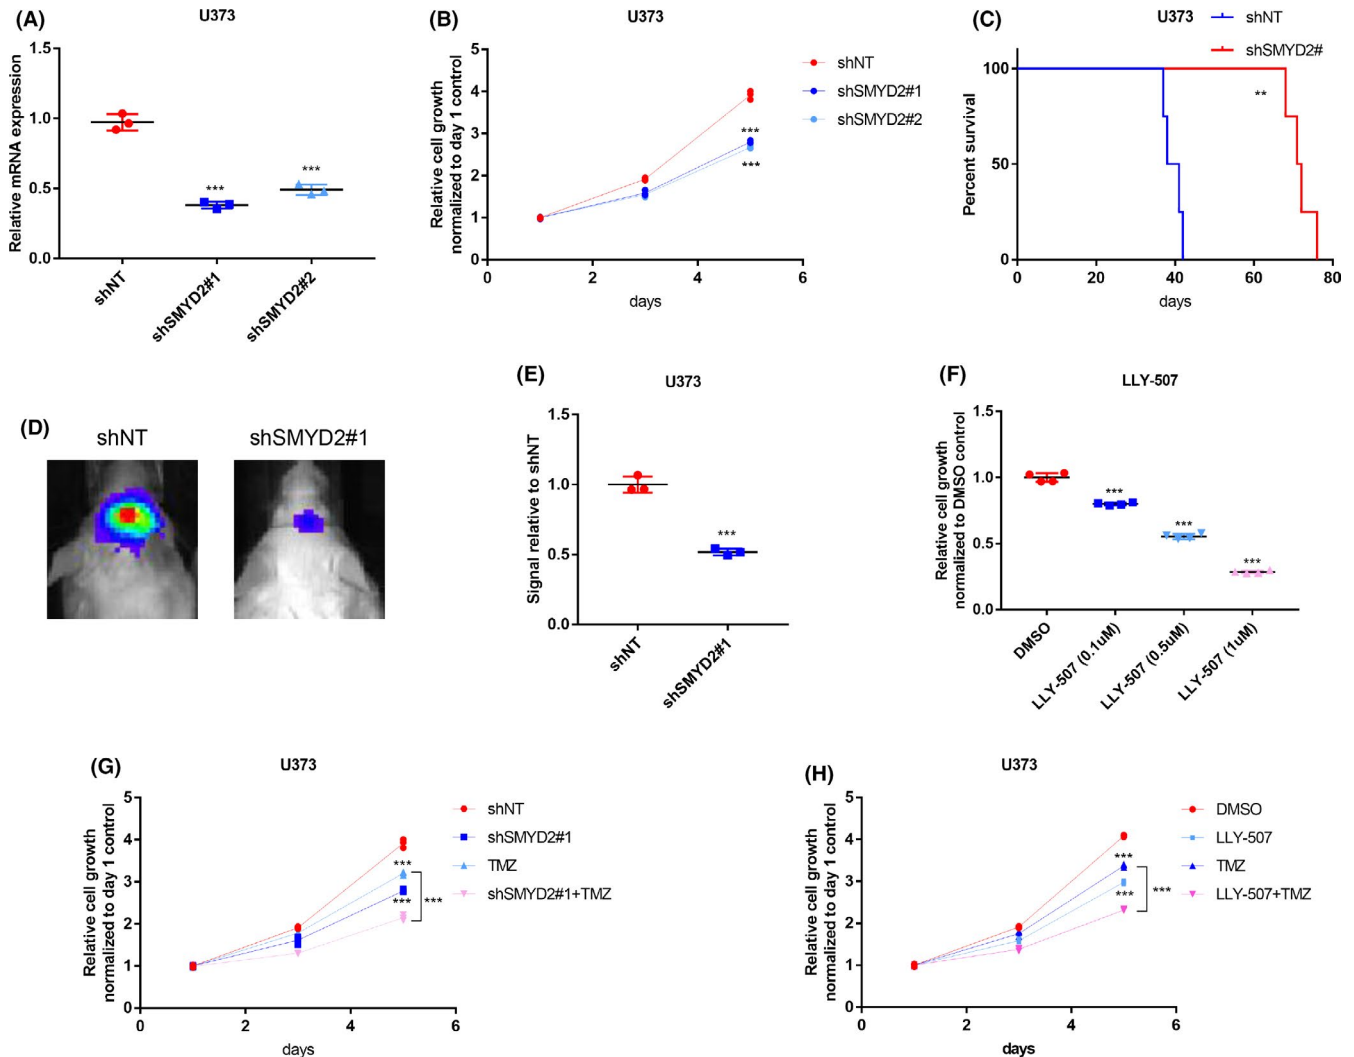 (A)
U373
Relative mRNA expression
1.5
1.0
0.5
0.0
***
***
shNT
shSMYD2#1
shSMYD2#2
(B)
U373
Relative cell growth
normalized to day 1 control
5
4
3
2
1
0
0 2 4 6
days
***
***
shNT
shSMYD2#1
shSMYD2#2
(C)
U373
shNT
shSMYD2#
Percent survival
100
50
0
0 20 40 60 80
days
**
(D)
shNT
shSMYD2#1
(E)
U373
Signal relative to shNT
1.5
1.0
0.5
0.0
***
shNT
shSMYD2#1
(F)
LLY-507
Relative cell growth
normalized to DMSO control
1.5
1.0
0.5
0.0
***
***
***
DMSO
LLY-507 (0.1uM)
LLY-507 (0.5uM)
LLY-507 (1uM)
(G)
U373
Relative cell growth
normalized to day 1 control
5
4
3
2
1
0
0 2 4 6
days
***
***
***
shNT
shSMYD2#1
TMZ
shSMYD2#1+TMZ
(H)
U373
Relative cell growth
normalized to day 1 control
5
4
3
2
1
0
0 2 4 6
days
***
***
***
DMSO
LLY-507
TMZ
LLY-507+TMZ